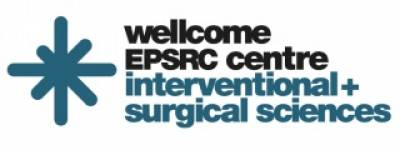 wellcome
EPSRC centre
interventional+
surgical sciences